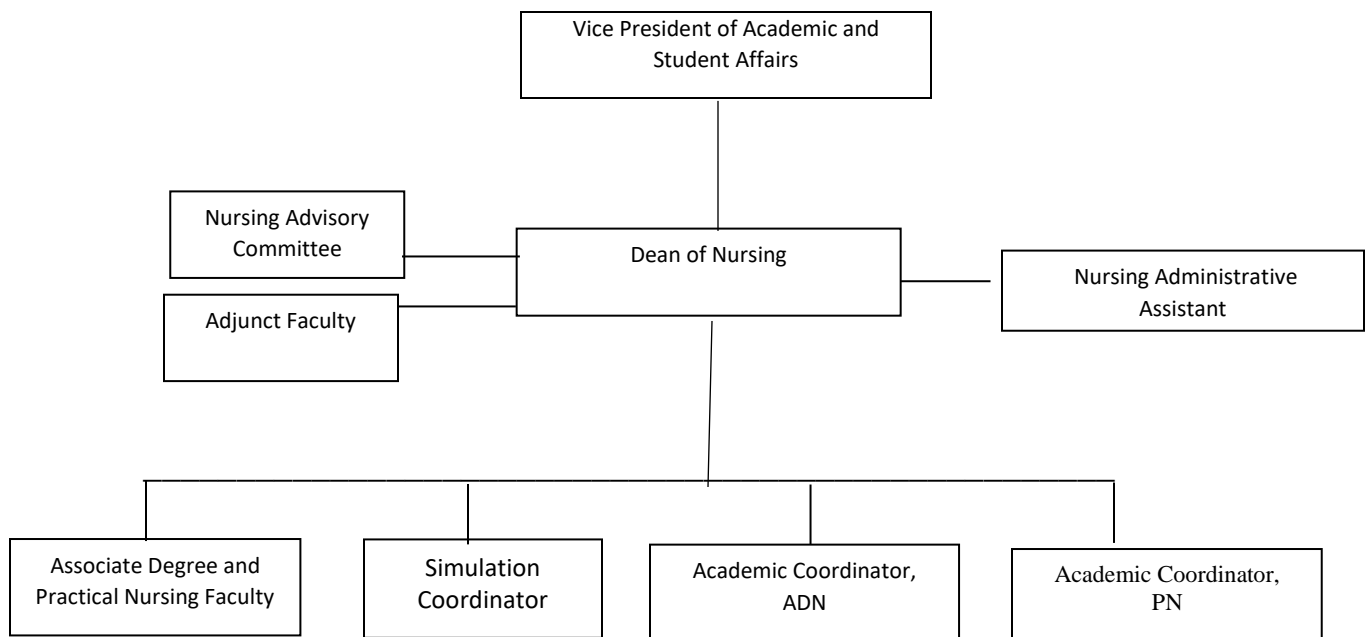 Vice President of Academic and
Student Affairs
Nursing Advisory
Committee
Dean of Nursing
Nursing Administrative
Assistant
Adjunct Faculty
Associate Degree and
Practical Nursing Faculty
Simulation
Coordinator
Academic Coordinator,
ADN
Academic Coordinator,
PN